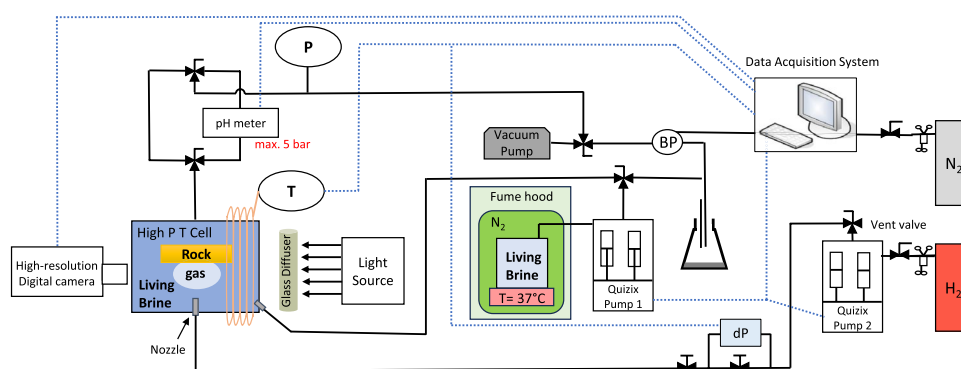 P
Data Acquisition System
pH meter
max. 5 bar
Vacuum
Pump
BP
N2
T
Fume hood
N2
High P T Cell
Rock
gas
Living
Brine
High-resolution
Digital camera
Glass Diffuser
Light
Source
Living
Brine
T= 37°C
Quizix
Pump 1
Vent valve
H2
Quizix
Pump 2
Nozzle
dP